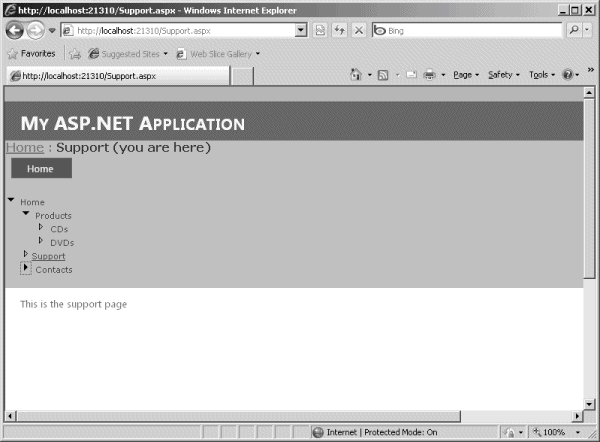 http://localhost:21310/Support.aspx - Windows Internet Explorer
http://localhost:21310/Support.aspx
Bing
Favorites
Suggested Sites
Web Slice Gallery
http://localhost:21310/Support.aspx
Page
Safety
Tools
»
MY ASP.NET APPLICATION
Home : Support (you are here)
Home
Home
Products
CDs
DVDs
Support
Contacts
This is the support page
Internet | Protected Mode: On
100%